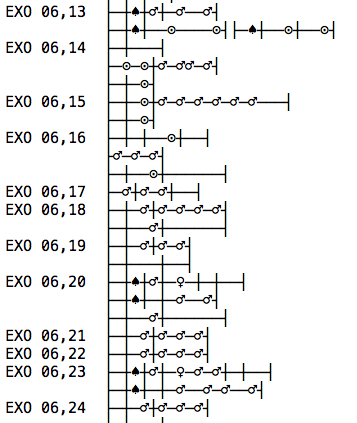 EXO 06,13
EXO 06,14
EXO 06,15
EXO 06,16
EXO 06,17
EXO 06,18
EXO 06,19
EXO 06,20
EXO 06,21
EXO 06,22
EXO 06,23
EXO 06,24